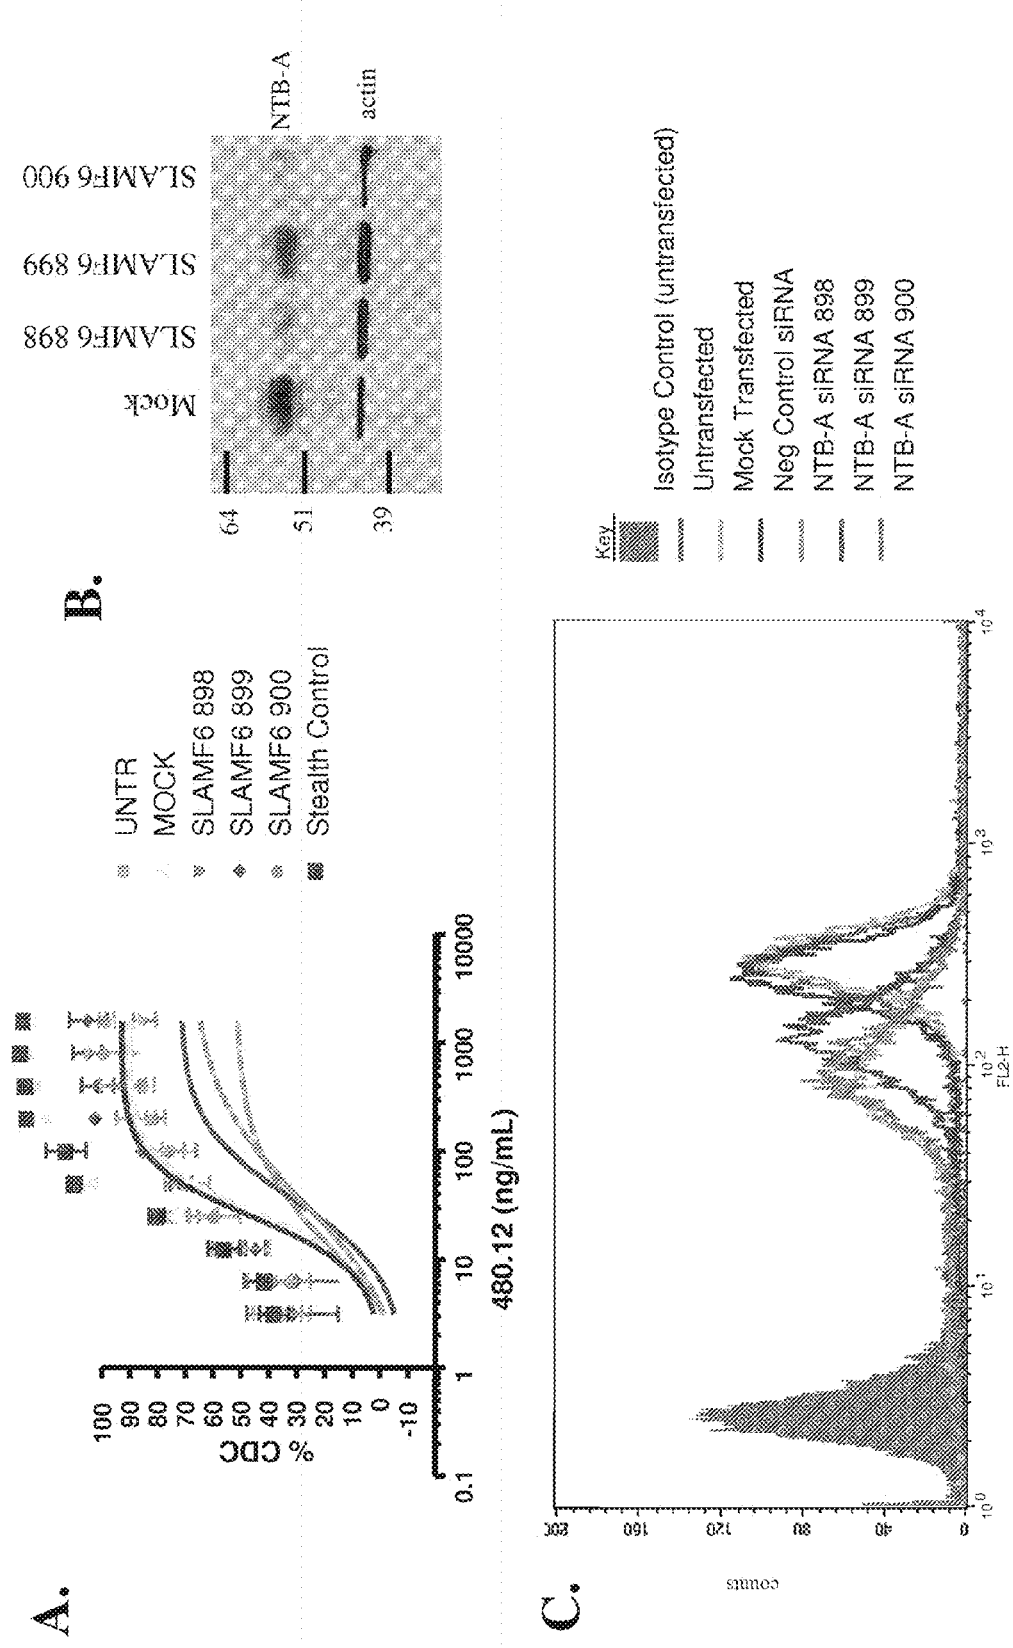 A.
% CDC
100
90
80
70
60
50
40
30
20
10
0
-10
0.1
1
10
100
1000
10000
480.12 (ng/mL)
UNTR
MOCK
SLAMF6 898
SLAMF6 899
SLAMF6 900
Stealth Control
B.
Mock
SLAMF6 898
SLAMF6 899
SLAMF6 900
64
51
39
NTB-A
actin
C.
counts
200
160
120
80
40
0
10^0
10^1
10^2
10^3
10^4
FL2-H
Key
Isotype Control (untransfected)
Untransfected
Mock Transfected
Neg Control siRNA
NTB-A siRNA 898
NTB-A siRNA 899
NTB-A siRNA 900